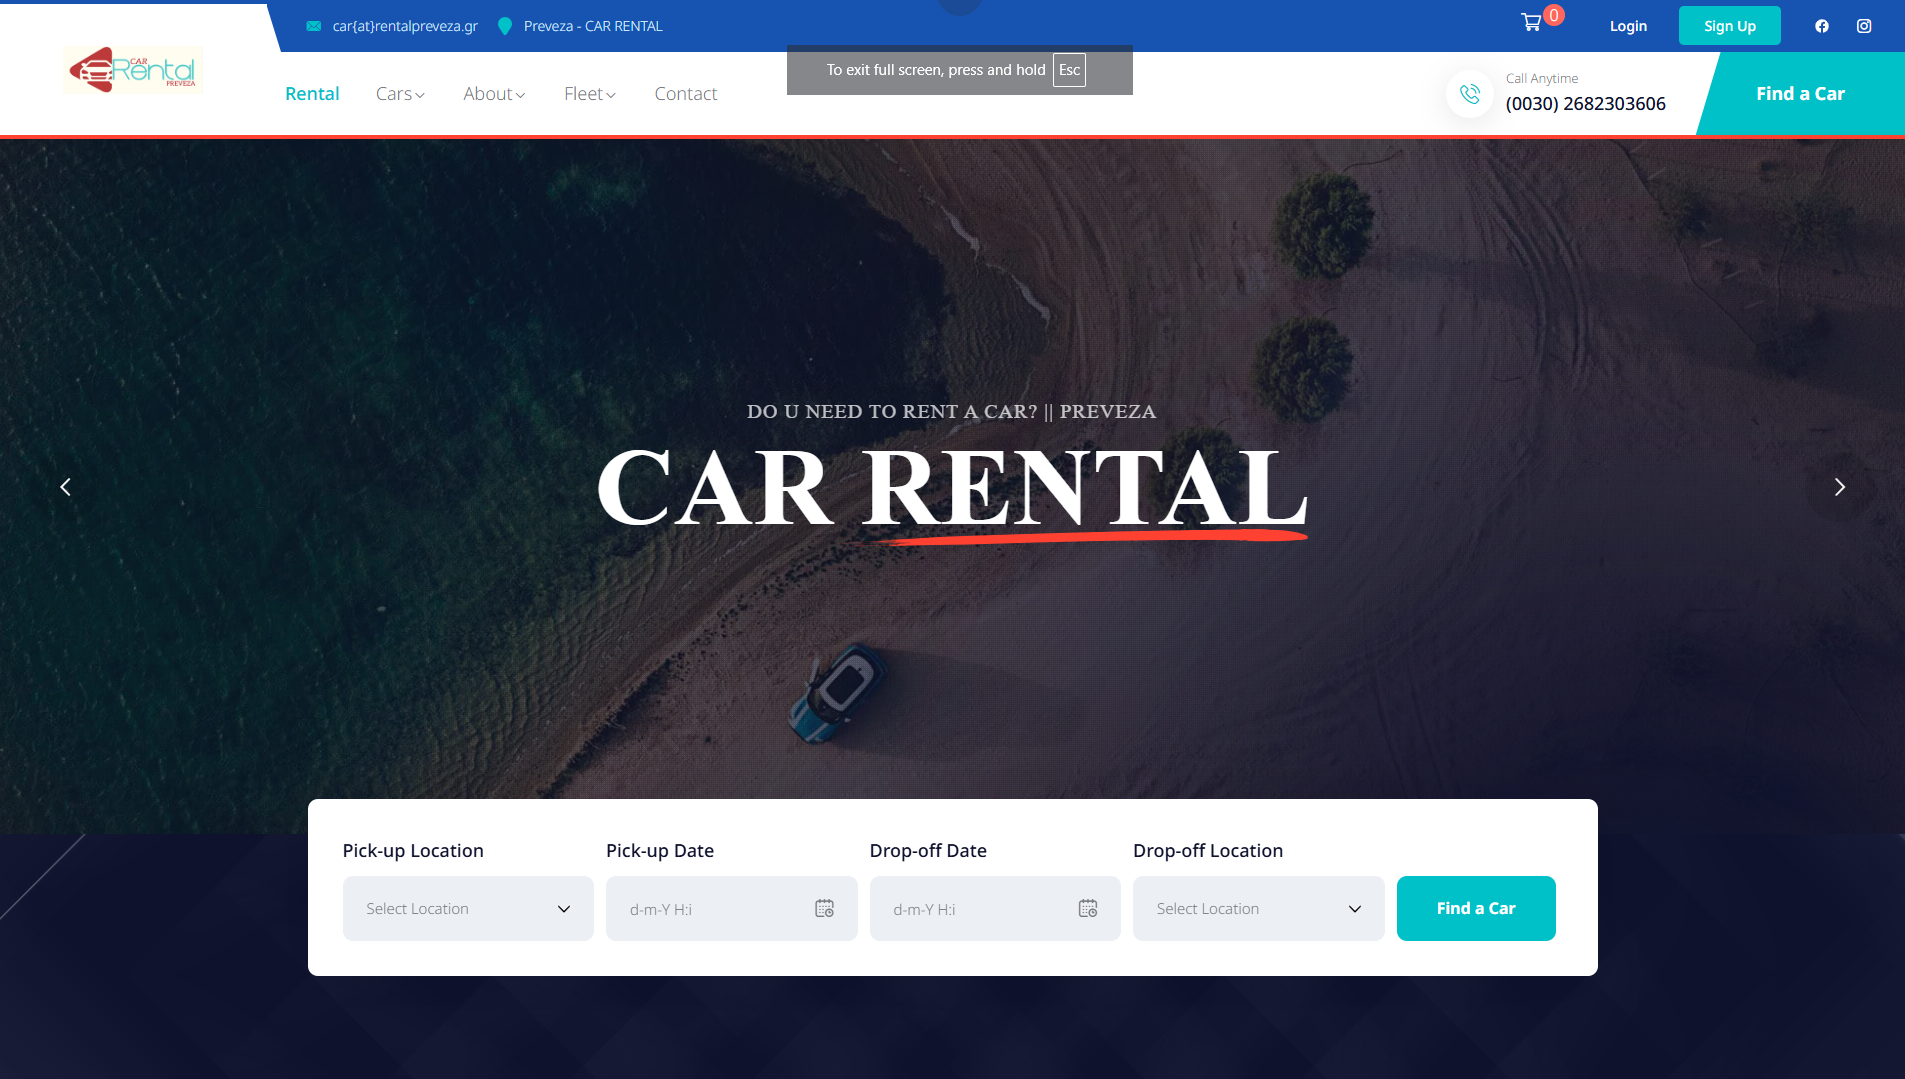 car{at}rentalpreveza.gr
Preveza - CAR RENTAL
0
Login
Sign Up
CAR
Rental
PREVEZA
To exit full screen, press and hold Esc
Rental
Cars
About
Fleet
Contact
Call Anytime
(0030) 2682303606
Find a Car
DO U NEED TO RENT A CAR? || PREVEZA
CAR RENTAL
Pick-up Location
Pick-up Date
Drop-off Date
Drop-off Location
Select Location
d-m-Y H:i
d-m-Y H:i
Select Location
Find a Car